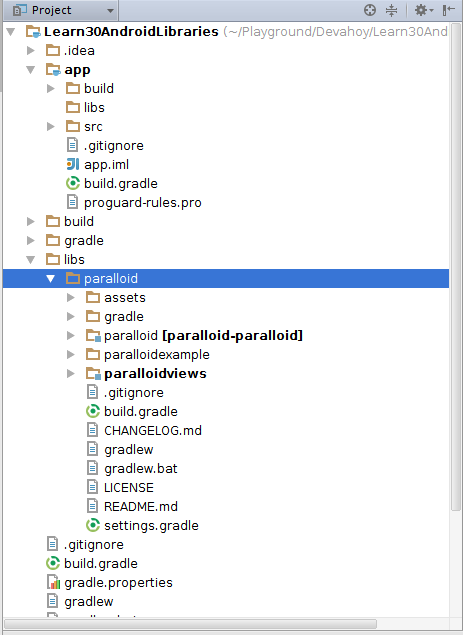 Project
Learn30AndroidLibraries (~/Playground/Devahoy/Learn30And
.idea
app
build
libs
src
.gitignore
app.iml
build.gradle
proguard-rules.pro
build
gradle
libs
paralloid
assets
gradle
paralloid [paralloid-paralloid]
paralloidexample
paralloidviews
.gitignore
build.gradle
CHANGELOG.md
gradlew
gradlew.bat
LICENSE
README.md
settings.gradle
.gitignore
build.gradle
gradle.properties
gradlew